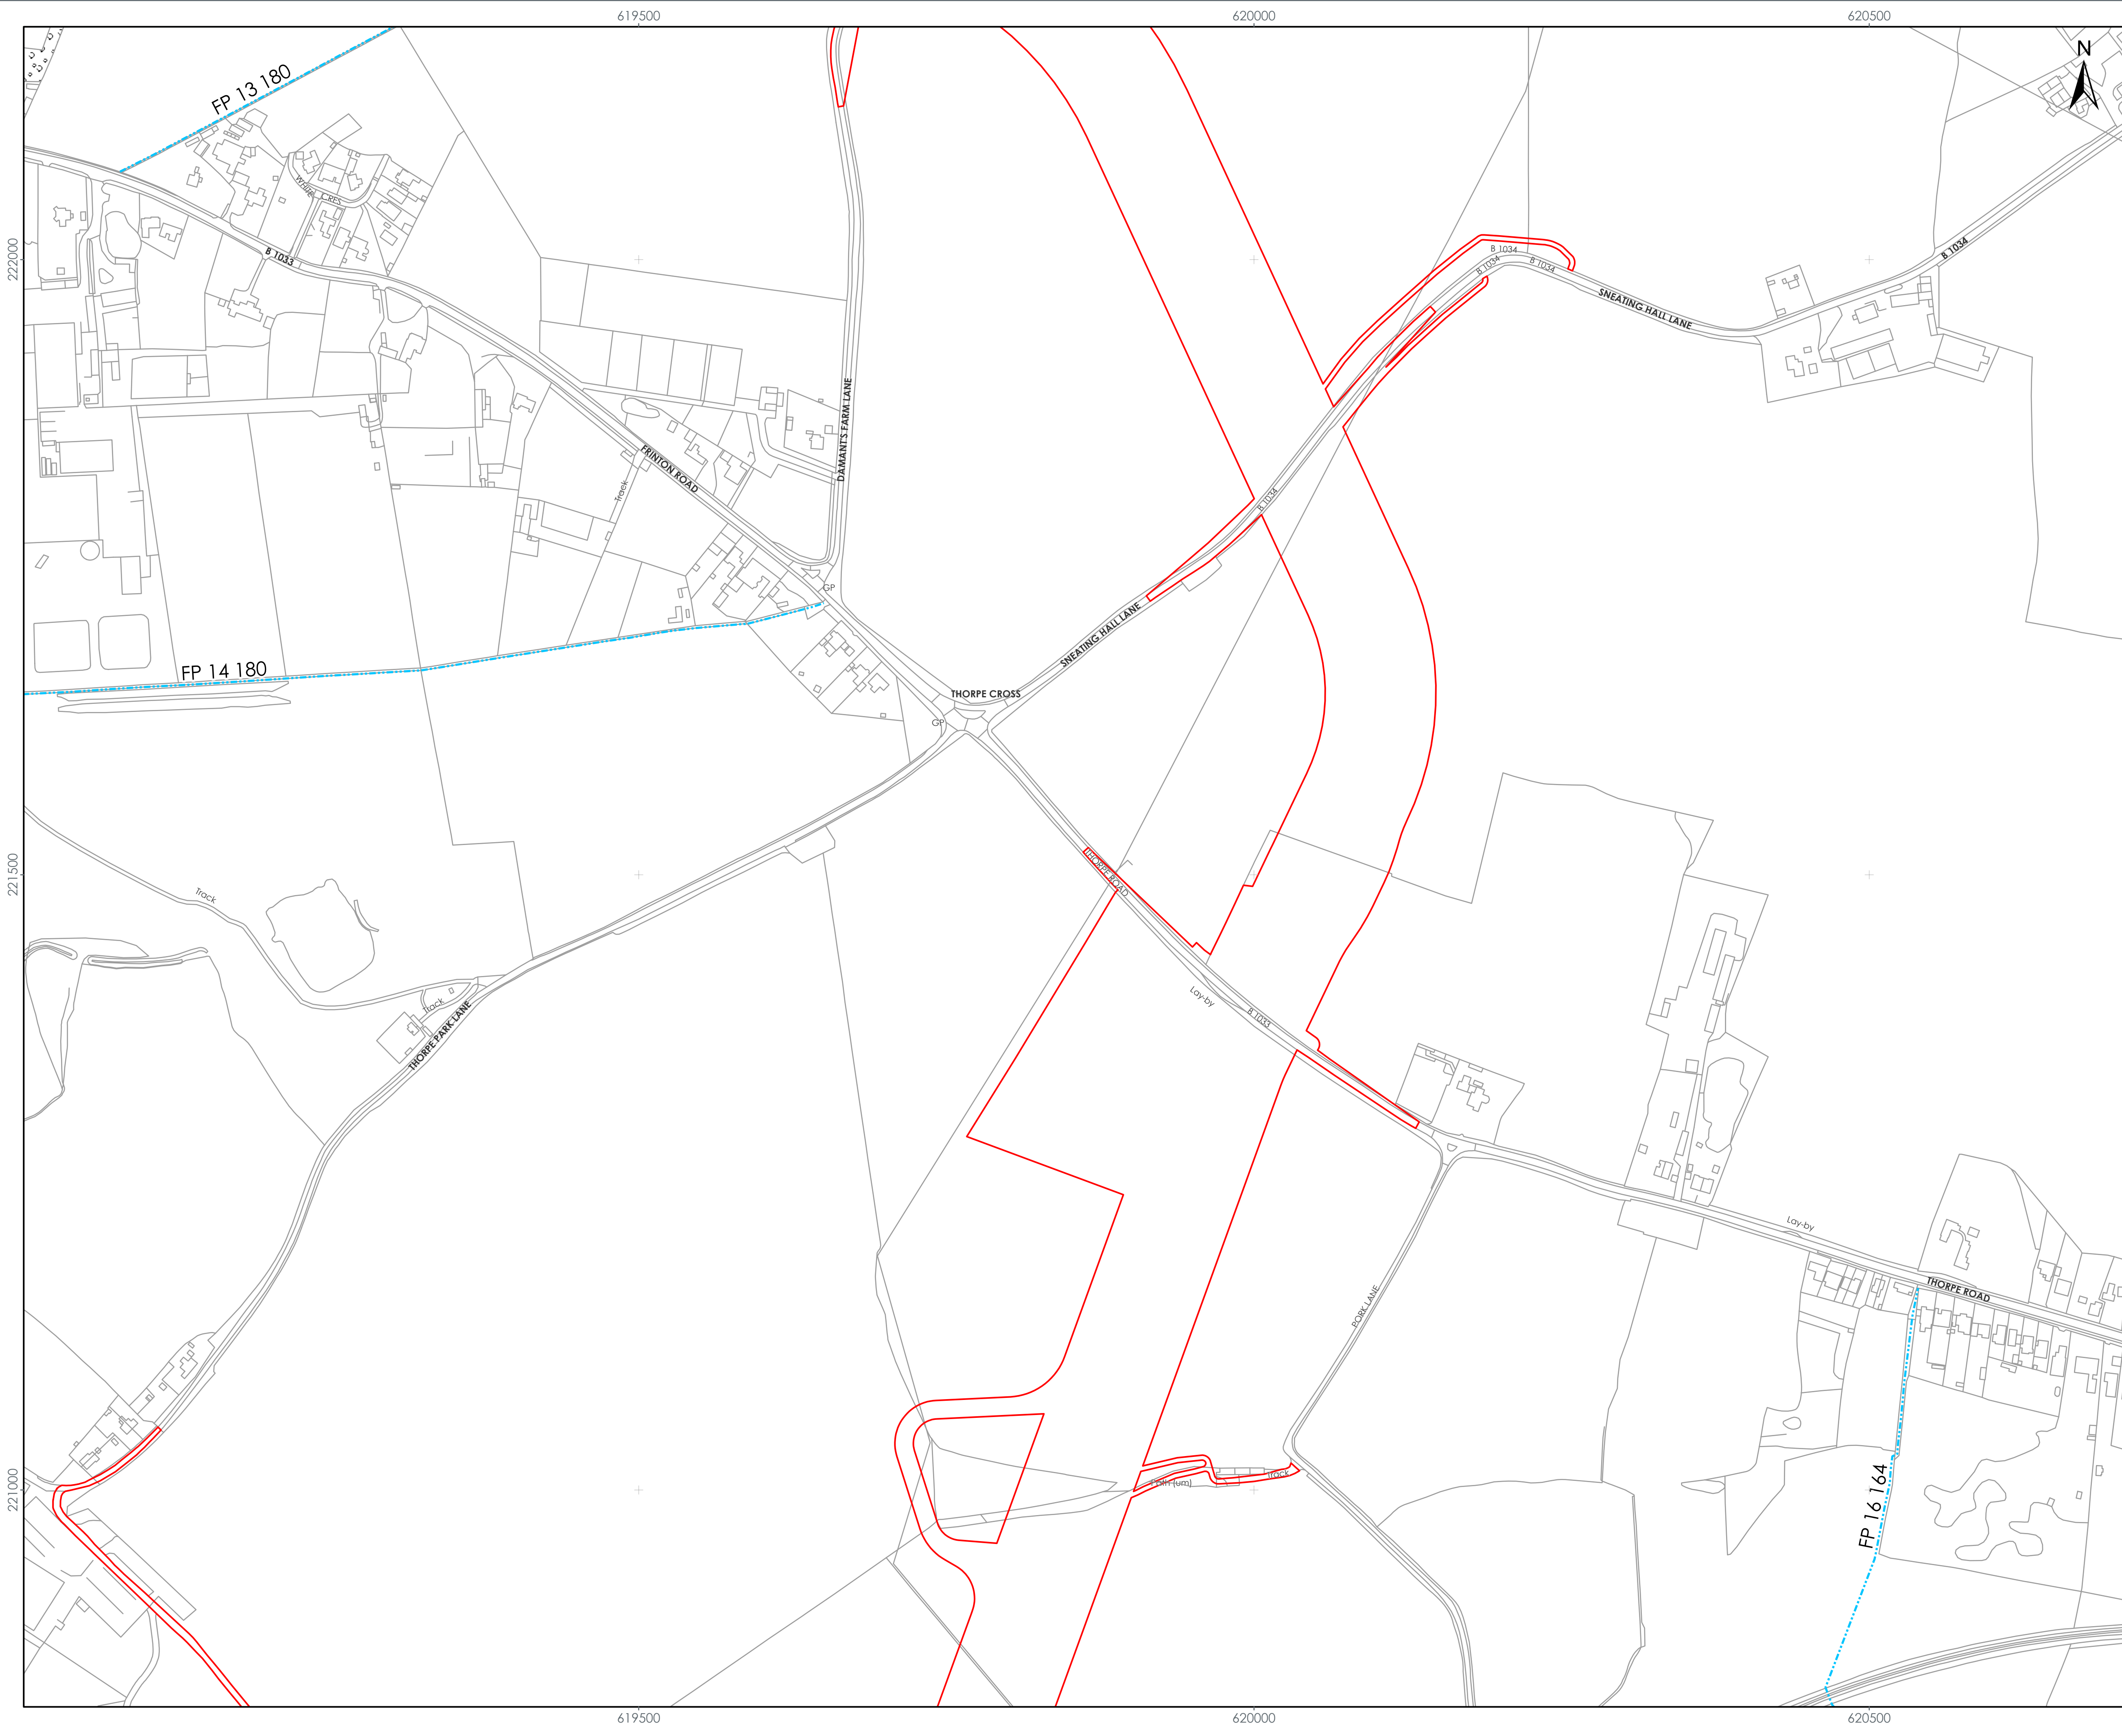 619500
620000
620500
N
FP 13 180
WHITE CRES
B 1033
222000
B 1034
B 1034
B 1034
B 1034
SNEATING HALL LANE
DAMANT'S FARM LANE
FRINTON ROAD
Track
B 1034
GP
SNEATING HALL LANE
FP 14 180
THORPE CROSS
GP
221500
THORPE ROAD
Track
Lay-by
B 1033
Track
THORPE PARK LANE
Lay-by
PORK LANE
THORPE ROAD
221000
Track
Path (um)
FP 16 164
619500
620000
620500